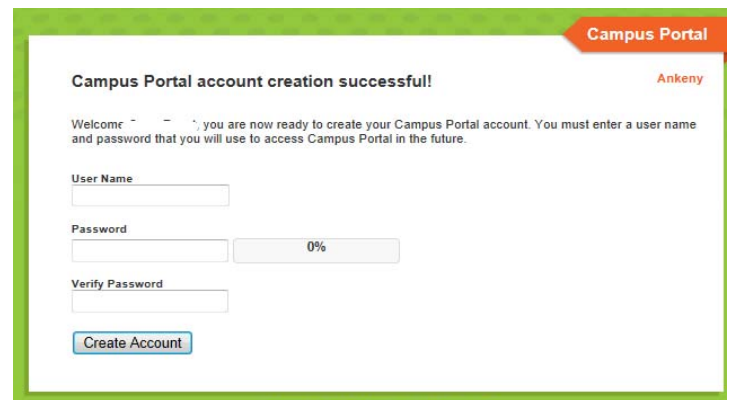 Campus Portal
Campus Portal account creation successful!
Ankeny
Welcome , you are now ready to create your Campus Portal account. You must enter a user name
and password that you will use to access Campus Portal in the future.
User Name
Password
0%
Verify Password
Create Account